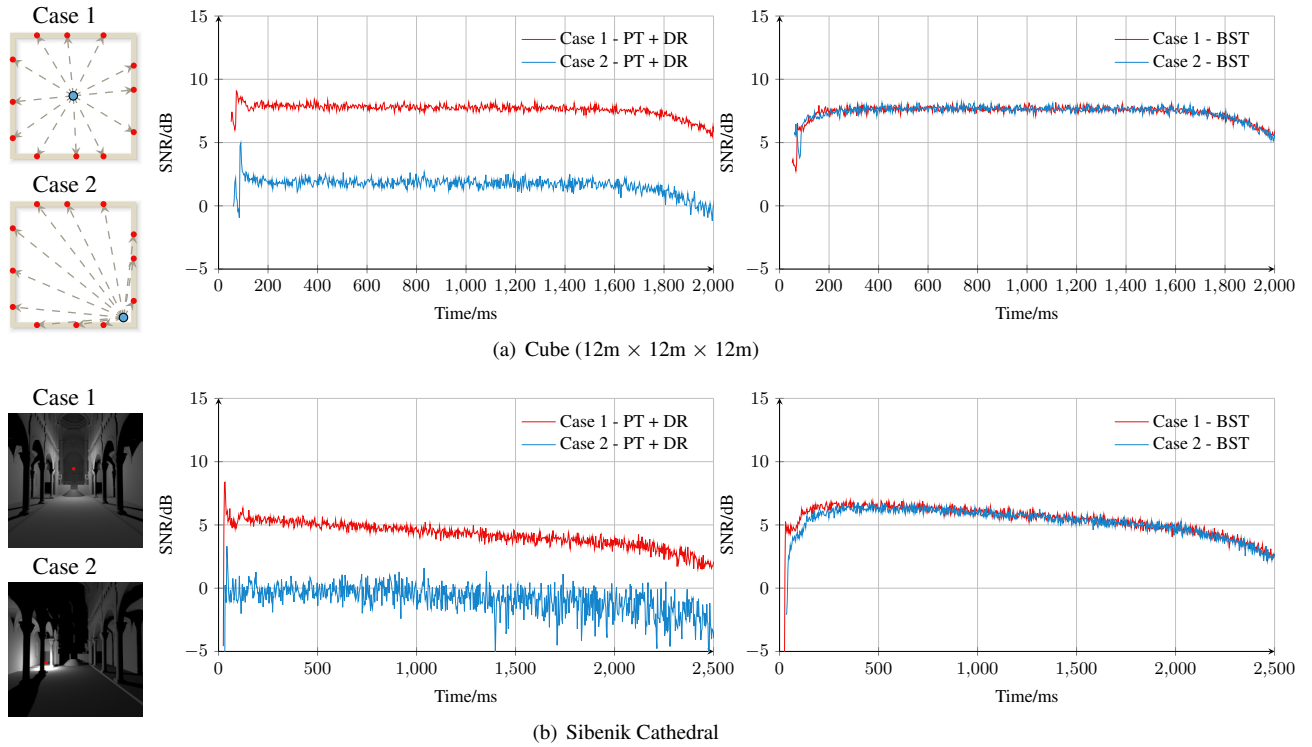 Case 1
Case 2
15
10
5
0
−5
SNR/dB
Case 1 - PT + DR
Case 2 - PT + DR
0 200 400 600 800 1,000 1,200 1,400 1,600 1,800 2,000
Time/ms
15
10
5
0
−5
SNR/dB
Case 1 - BST
Case 2 - BST
0 200 400 600 800 1,000 1,200 1,400 1,600 1,800 2,000
Time/ms
(a) Cube (12m × 12m × 12m)
Case 1
Case 2
15
10
5
0
−5
SNR/dB
Case 1 - PT + DR
Case 2 - PT + DR
0 500 1,000 1,500 2,000 2,500
Time/ms
15
10
5
0
−5
SNR/dB
Case 1 - BST
Case 2 - BST
0 500 1,000 1,500 2,000 2,500
Time/ms
(b) Sibenik Cathedral